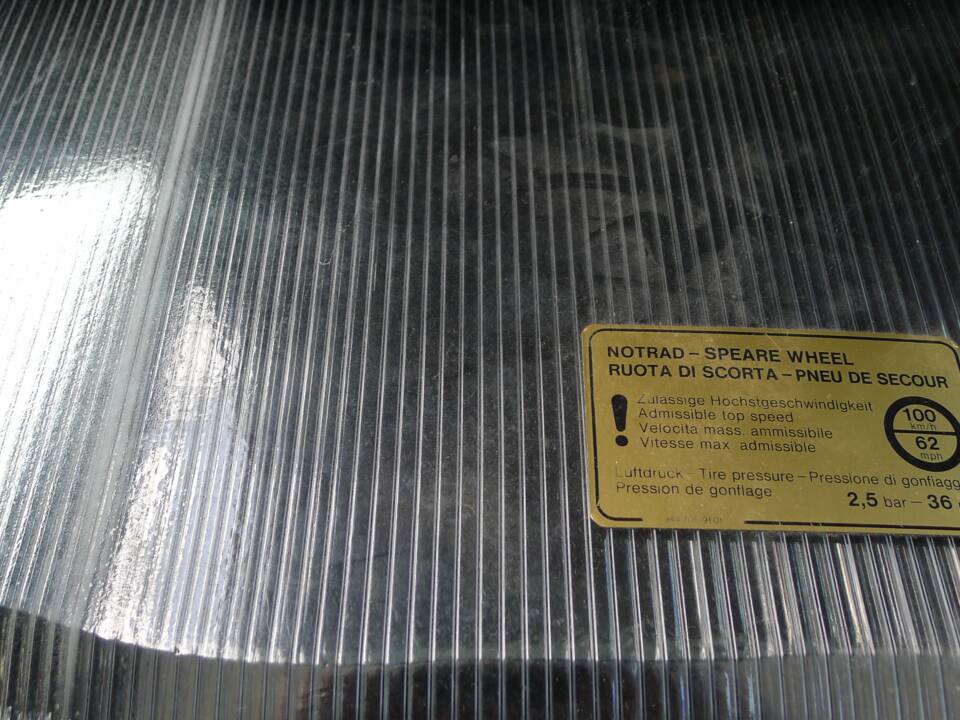 NOTRAD – SPEARE WHEEL
RUOTA DI SCORTA – PNEU DE SECOUR
! Zulassige Hochstgeschwindigkeit
Admissible top speed
Velocita mass. ammissibile
Vitesse max. admissible
100
km/h
62
mph
Luftdruck – Tire pressure – Pressione di gonfiagg
Pression de gonflage
2,5 bar – 36